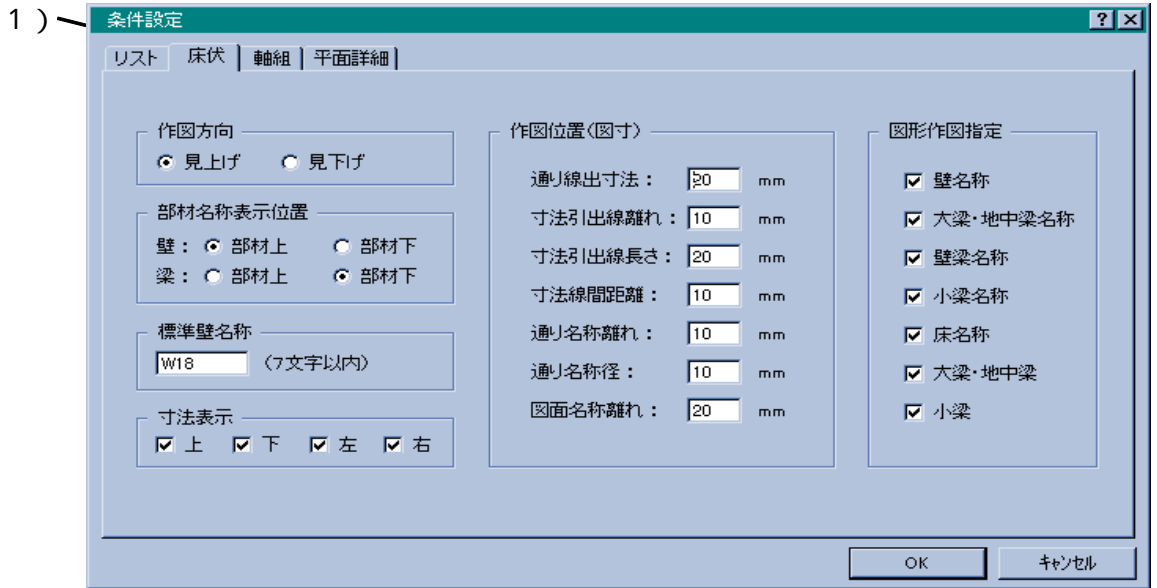 1 )
条件設定
リスト 床伏 軸組 平面詳細
作図方向
見上げ 見下げ
部材名称表示位置
壁： 部材上 部材下
梁： 部材上 部材下
標準壁名称
W18 (7文字以内)
寸法表示
上 下 左 右
作図位置(図寸)
通り線出寸法： 20 mm
寸法引出線離れ： 10 mm
寸法引出線長さ： 20 mm
寸法線間距離： 10 mm
通り名称離れ： 10 mm
通り名称径： 10 mm
図面名称離れ： 20 mm
図形作図指定
壁名称
大梁･地中梁名称
壁梁名称
小梁名称
床名称
大梁･地中梁
小梁
OK ｷｬﾝｾﾙ